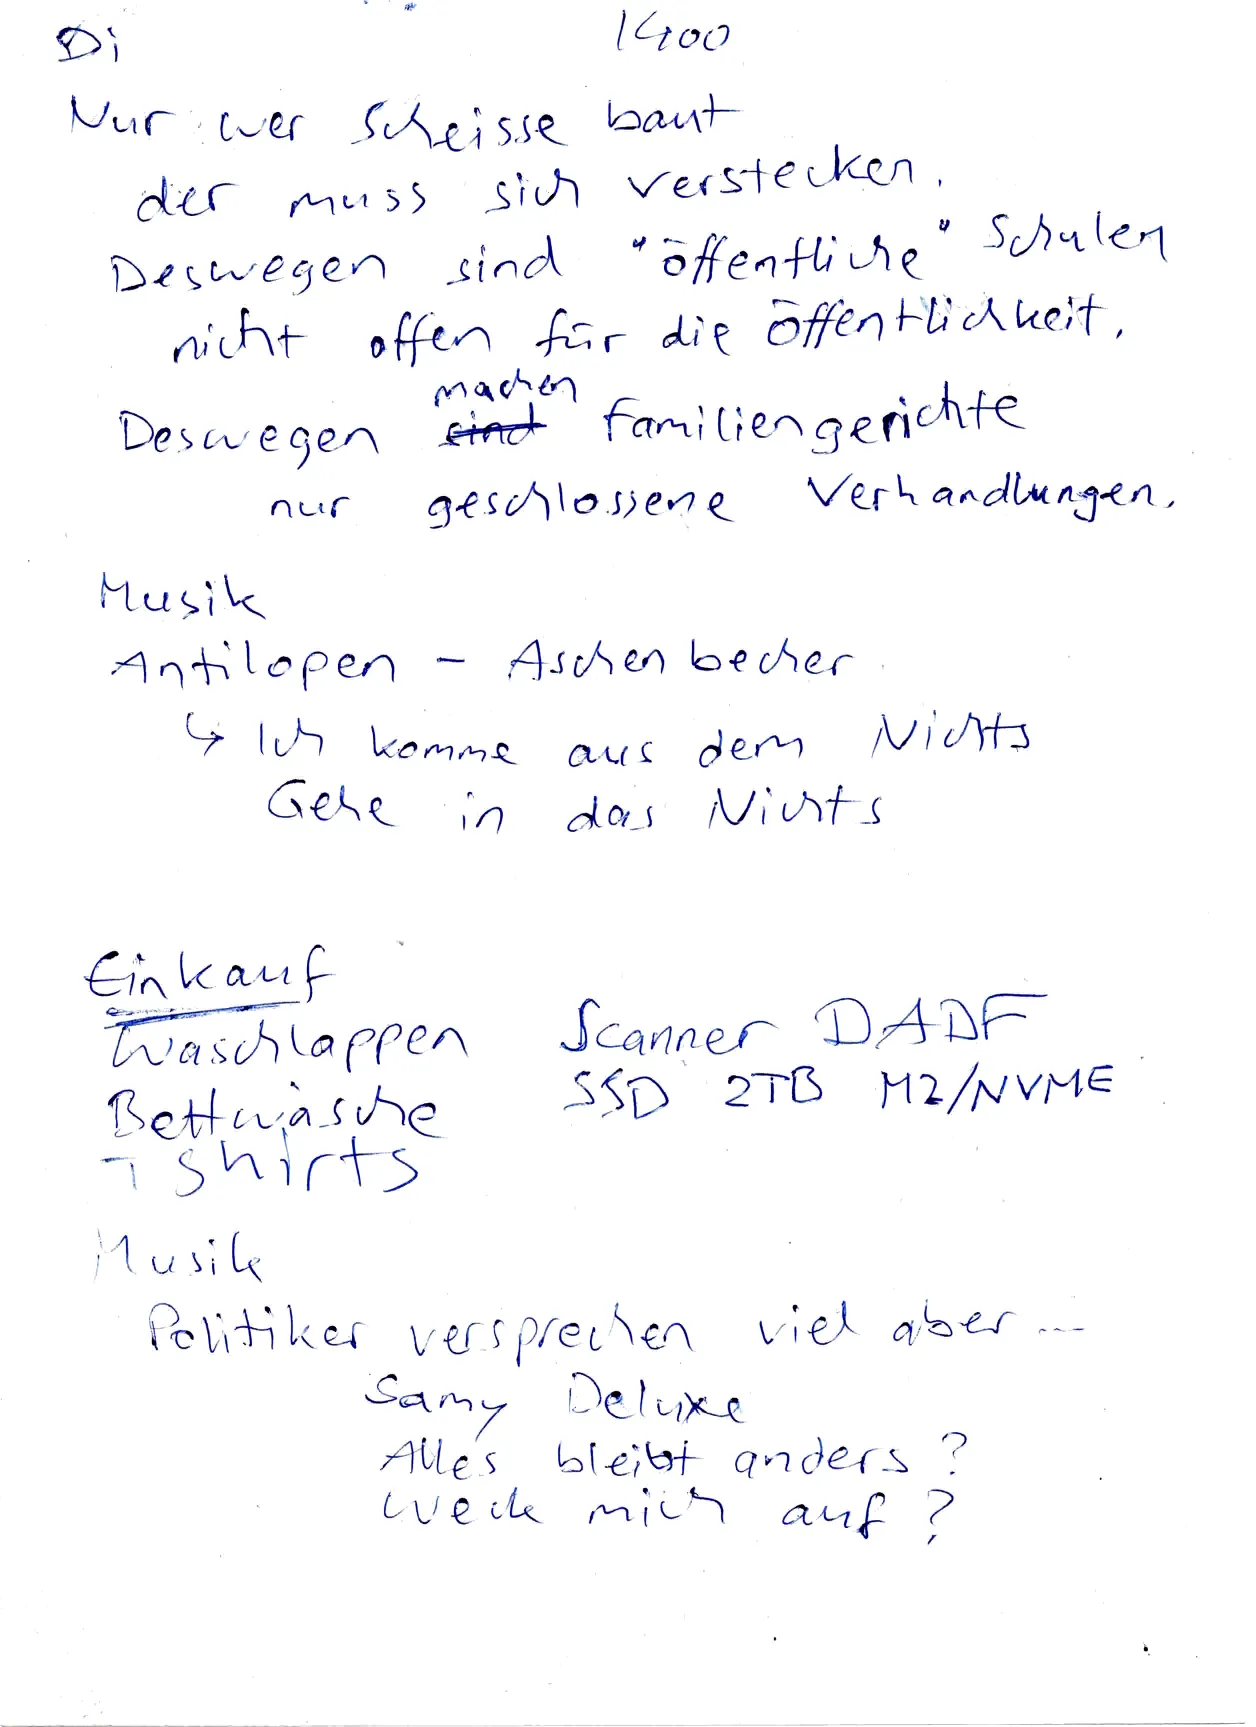 Di 1400
Nur wer Scheisse baut
der muss sich verstecken.
Deswegen sind "öffentliche" Schulen
nicht offen für die Öffentlichkeit.
machen
Deswegen sind Familiengerichte
nur geschlossene Verhandlungen.
Musik
Antilopen - Aschenbecher
↳ Ich komme aus dem Nichts
Gehe in das Nichts
Einkauf
Waschlappen
Bettwäsche
T Shirts
Scanner DADF
SSD 2TB M2/NVME
Musik
Politiker versprechen viel aber ...
Samy Deluxe
Alles bleibt anders?
Weck mich auf?